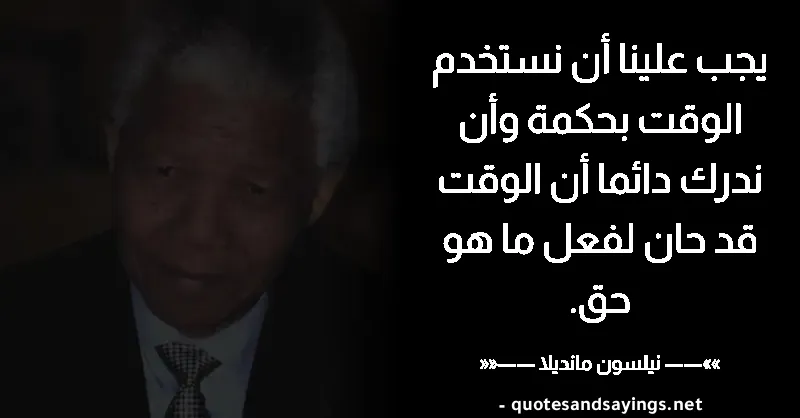 يجب علينا أن نستخدم
الوقت بحكمة وأن
ندرك دائما أن الوقت
قد حان لفعل ما هو
حق.
»»—— نيلسون مانديلا ——««
- quotesandsayings.net